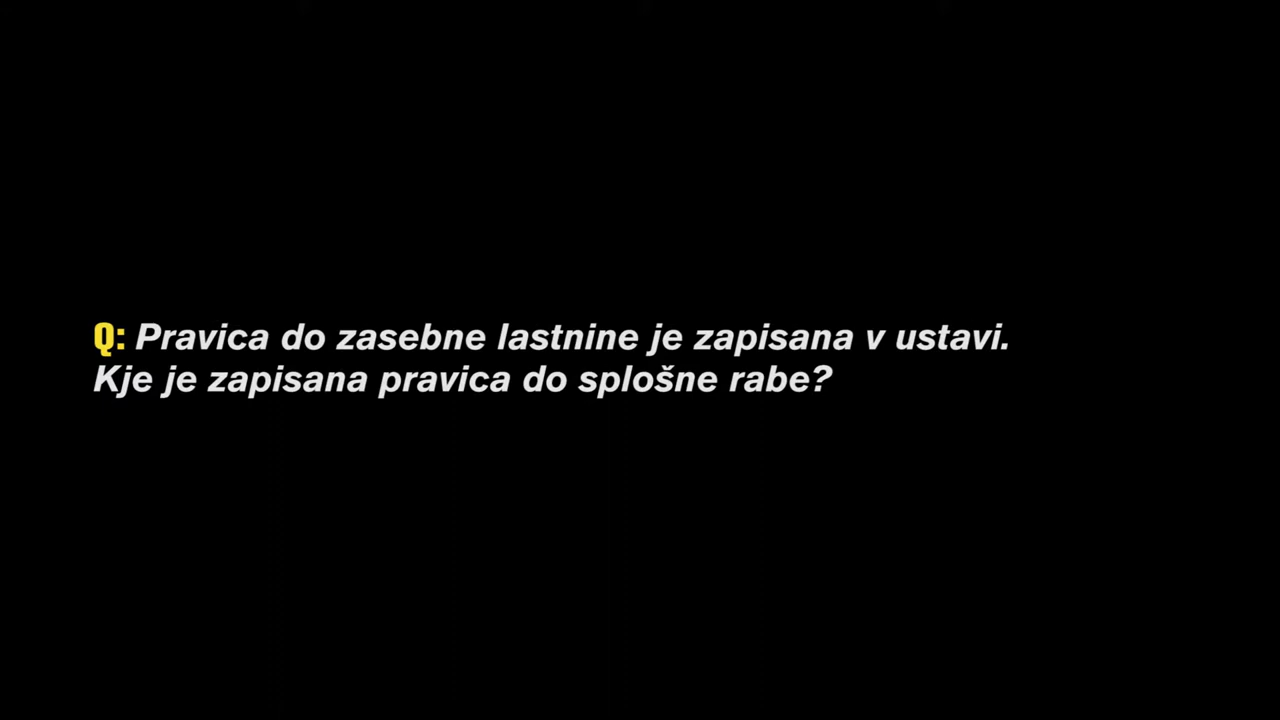 Q: Pravica do zasebne lastnine je zapisana v ustavi.
Kje je zapisana pravica do splošne rabe?